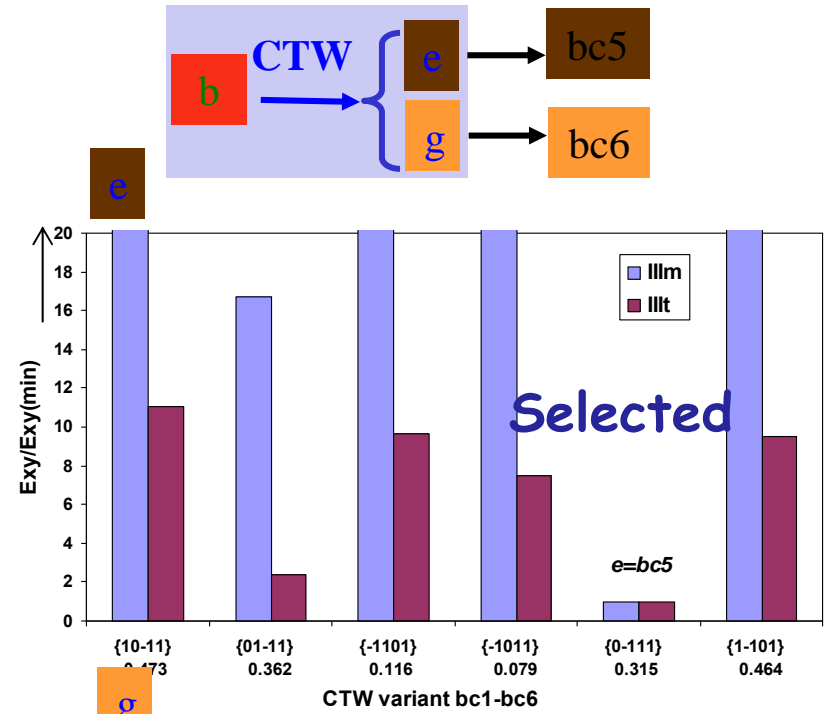 CTW
b
e
g
bc5
bc6
e
Exy/Exy(min)
20
18
16
14
12
10
8
6
4
2
0
IIIm
IIIt
Selected
e=bc5
{10-11} {01-11} {-1101} {-1011} {0-111} {1-101}
0.473 0.362 0.116 0.079 0.315 0.464
CTW variant bc1-bc6
g